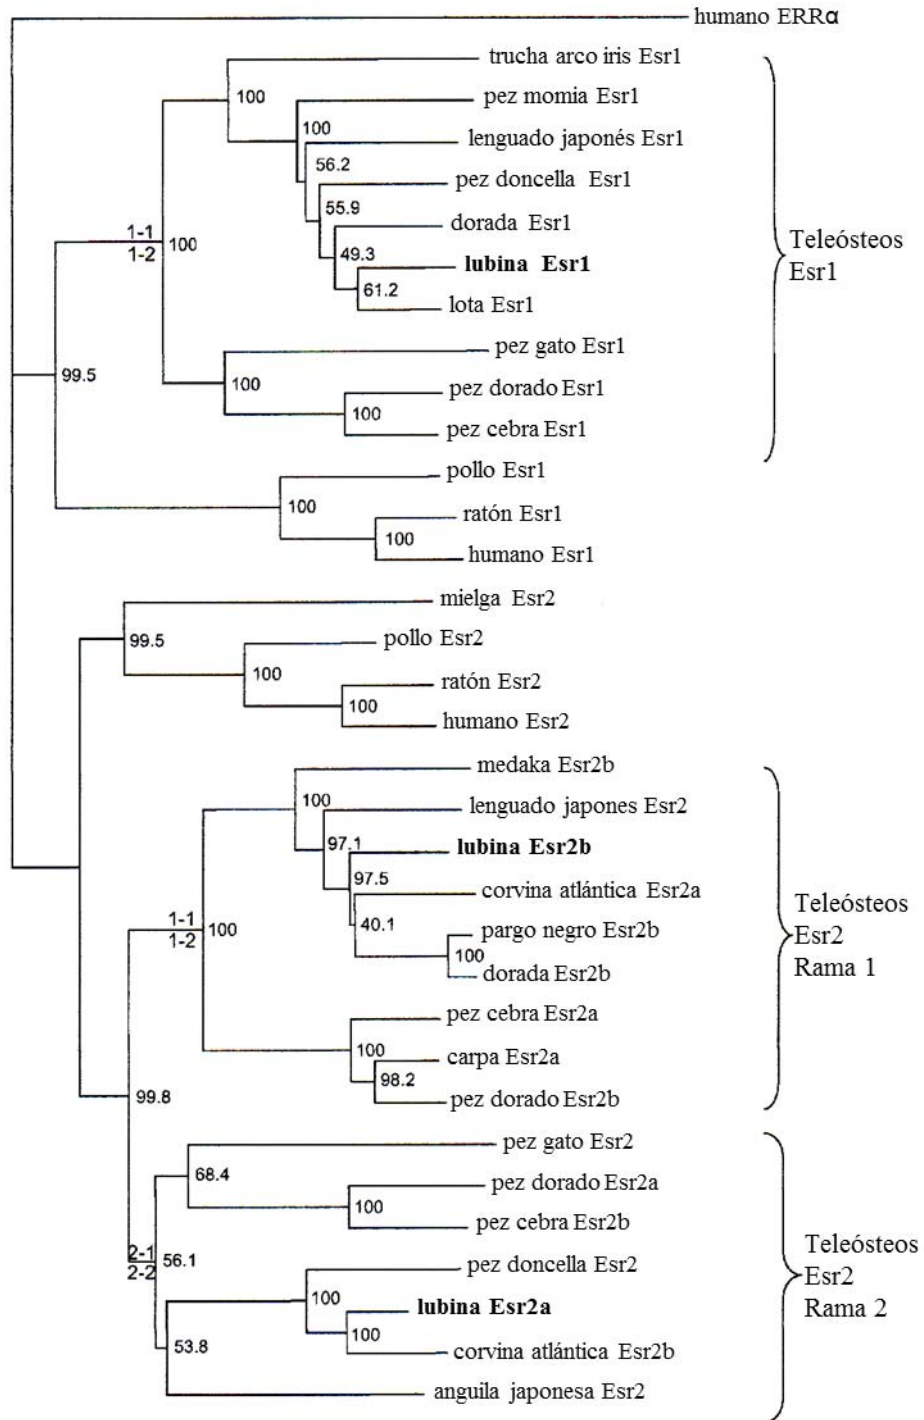 humano ERRα
trucha arco iris Esr1
100
pez momia Esr1
100
lenguado japonés Esr1
56.2
pez doncella Esr1
55.9
dorada Esr1
49.3
lubina Esr1
61.2
lota Esr1
1-1
1-2
100
Teleósteos
Esr1
pez gato Esr1
99.5
100
pez dorado Esr1
100
pez cebra Esr1
pollo Esr1
100
ratón Esr1
100
humano Esr1
mielga Esr2
99.5
pollo Esr2
100
ratón Esr2
100
humano Esr2
medaka Esr2b
100
lenguado japones Esr2
97.1
lubina Esr2b
97.5
corvina atlántica Esr2a
40.1
pargo negro Esr2b
100
dorada Esr2b
1-1
1-2
100
Teleósteos
Esr2
Rama 1
pez cebra Esr2a
100
carpa Esr2a
98.2
pez dorado Esr2b
99.8
pez gato Esr2
68.4
pez dorado Esr2a
100
pez cebra Esr2b
2-1
2-2
56.1
Teleósteos
Esr2
Rama 2
pez doncella Esr2
100
lubina Esr2a
100
corvina atlántica Esr2b
53.8
anguila japonesa Esr2